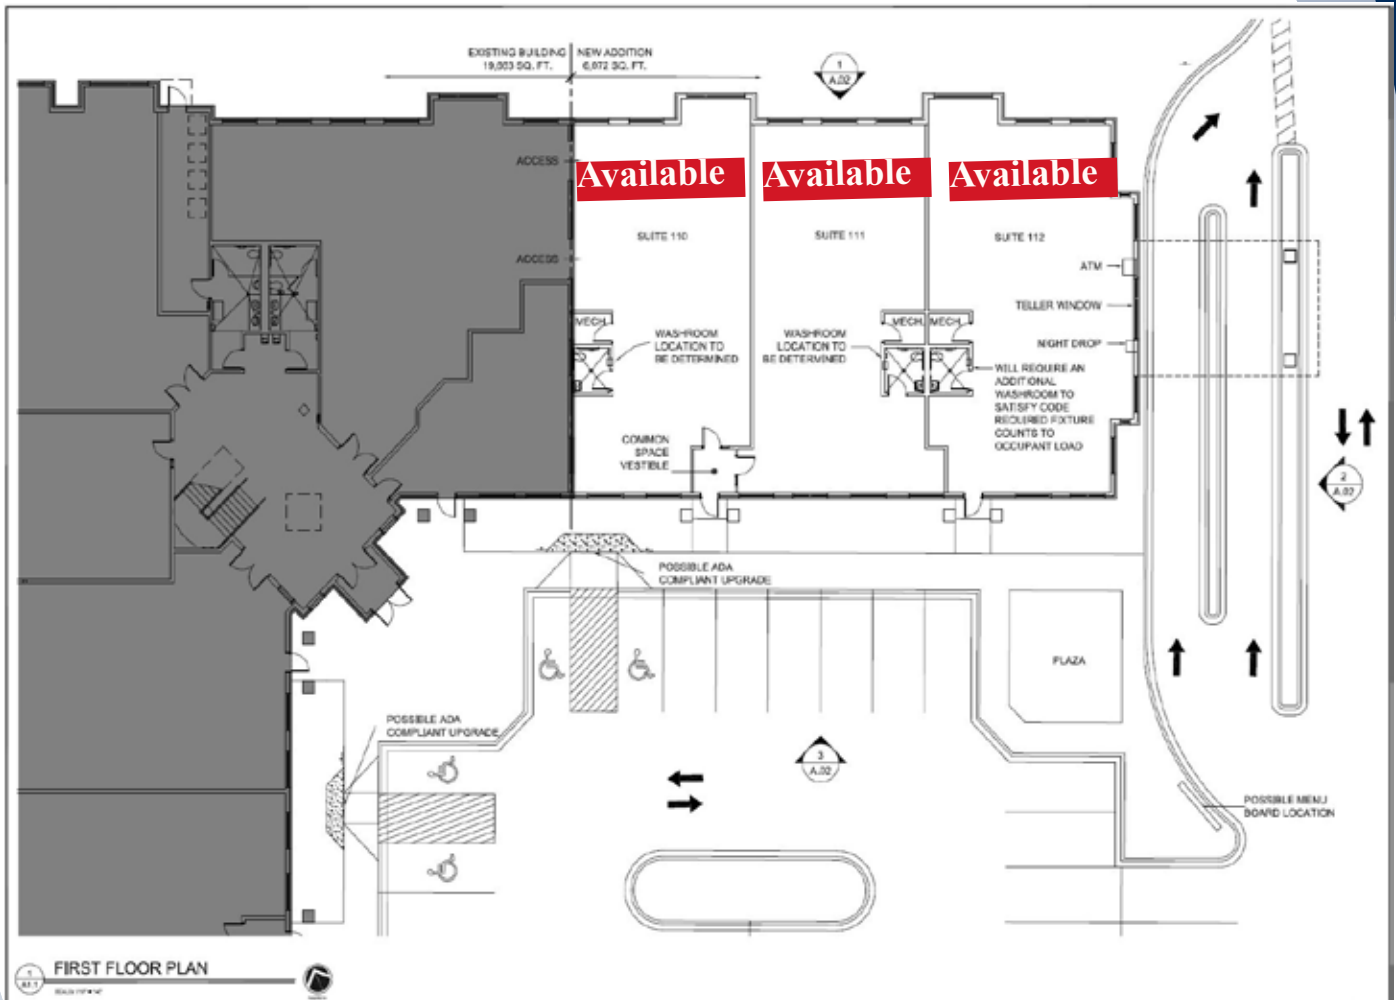 EXISTING BUILDING NEW ADDITION
19,863 SQ. FT. 6,072 SQ. FT.
1
A.02
ACCESS
Available Available Available
SUITE 110 SUITE 111 SUITE 112
ACCESS
ATM
TELLER WINDOW
MECH. MECH. MECH.
WASHROOM
LOCATION TO
BE DETERMINED
WASHROOM
LOCATION TO
BE DETERMINED
NIGHT DROP
WILL REQUIRE AN
ADDITIONAL
WASHROOM TO
SATISFY CODE
REQUIRED FIXTURE
COUNTS TO
OCCUPANT LOAD
COMMON
SPACE
VESTIBLE
2
A.02
POSSIBLE ADA
COMPLIANT UPGRADE
PLAZA
POSSIBLE ADA
COMPLIANT UPGRADE
3
A.02
POSSIBLE MENU
BOARD LOCATION
1
A1.1
FIRST FLOOR PLAN